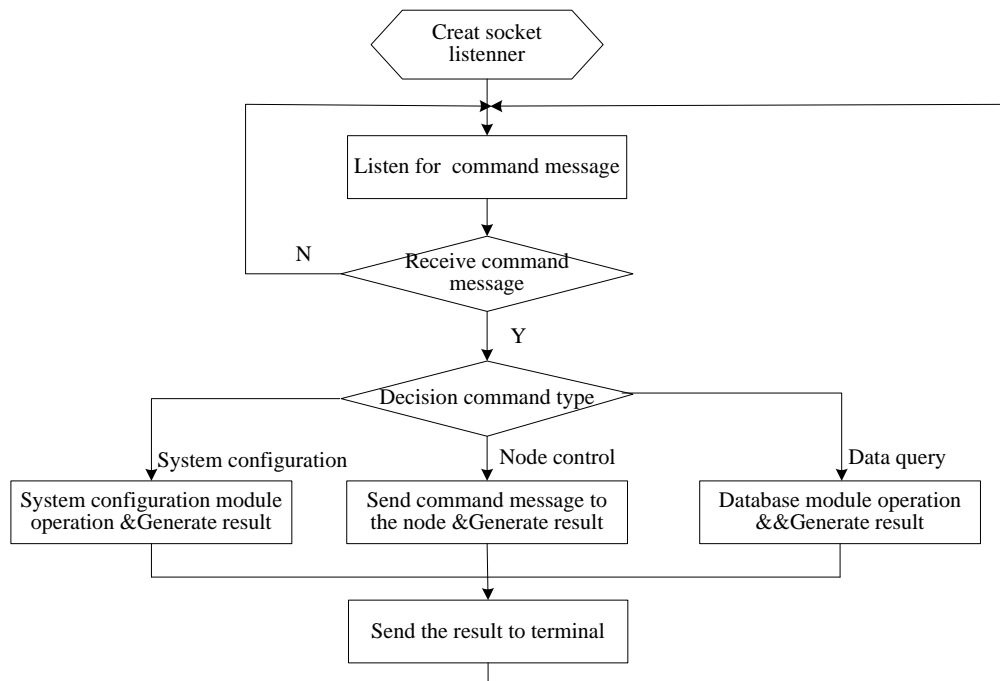 Creat socket
listenner
Listen for  command message
N
Receive command
message
Y
Decision command type
System configuration
Node control
Data query
System configuration module
operation &Generate result
Send command message to
the node &Generate result
Database module operation
&&Generate result
Send the result to terminal